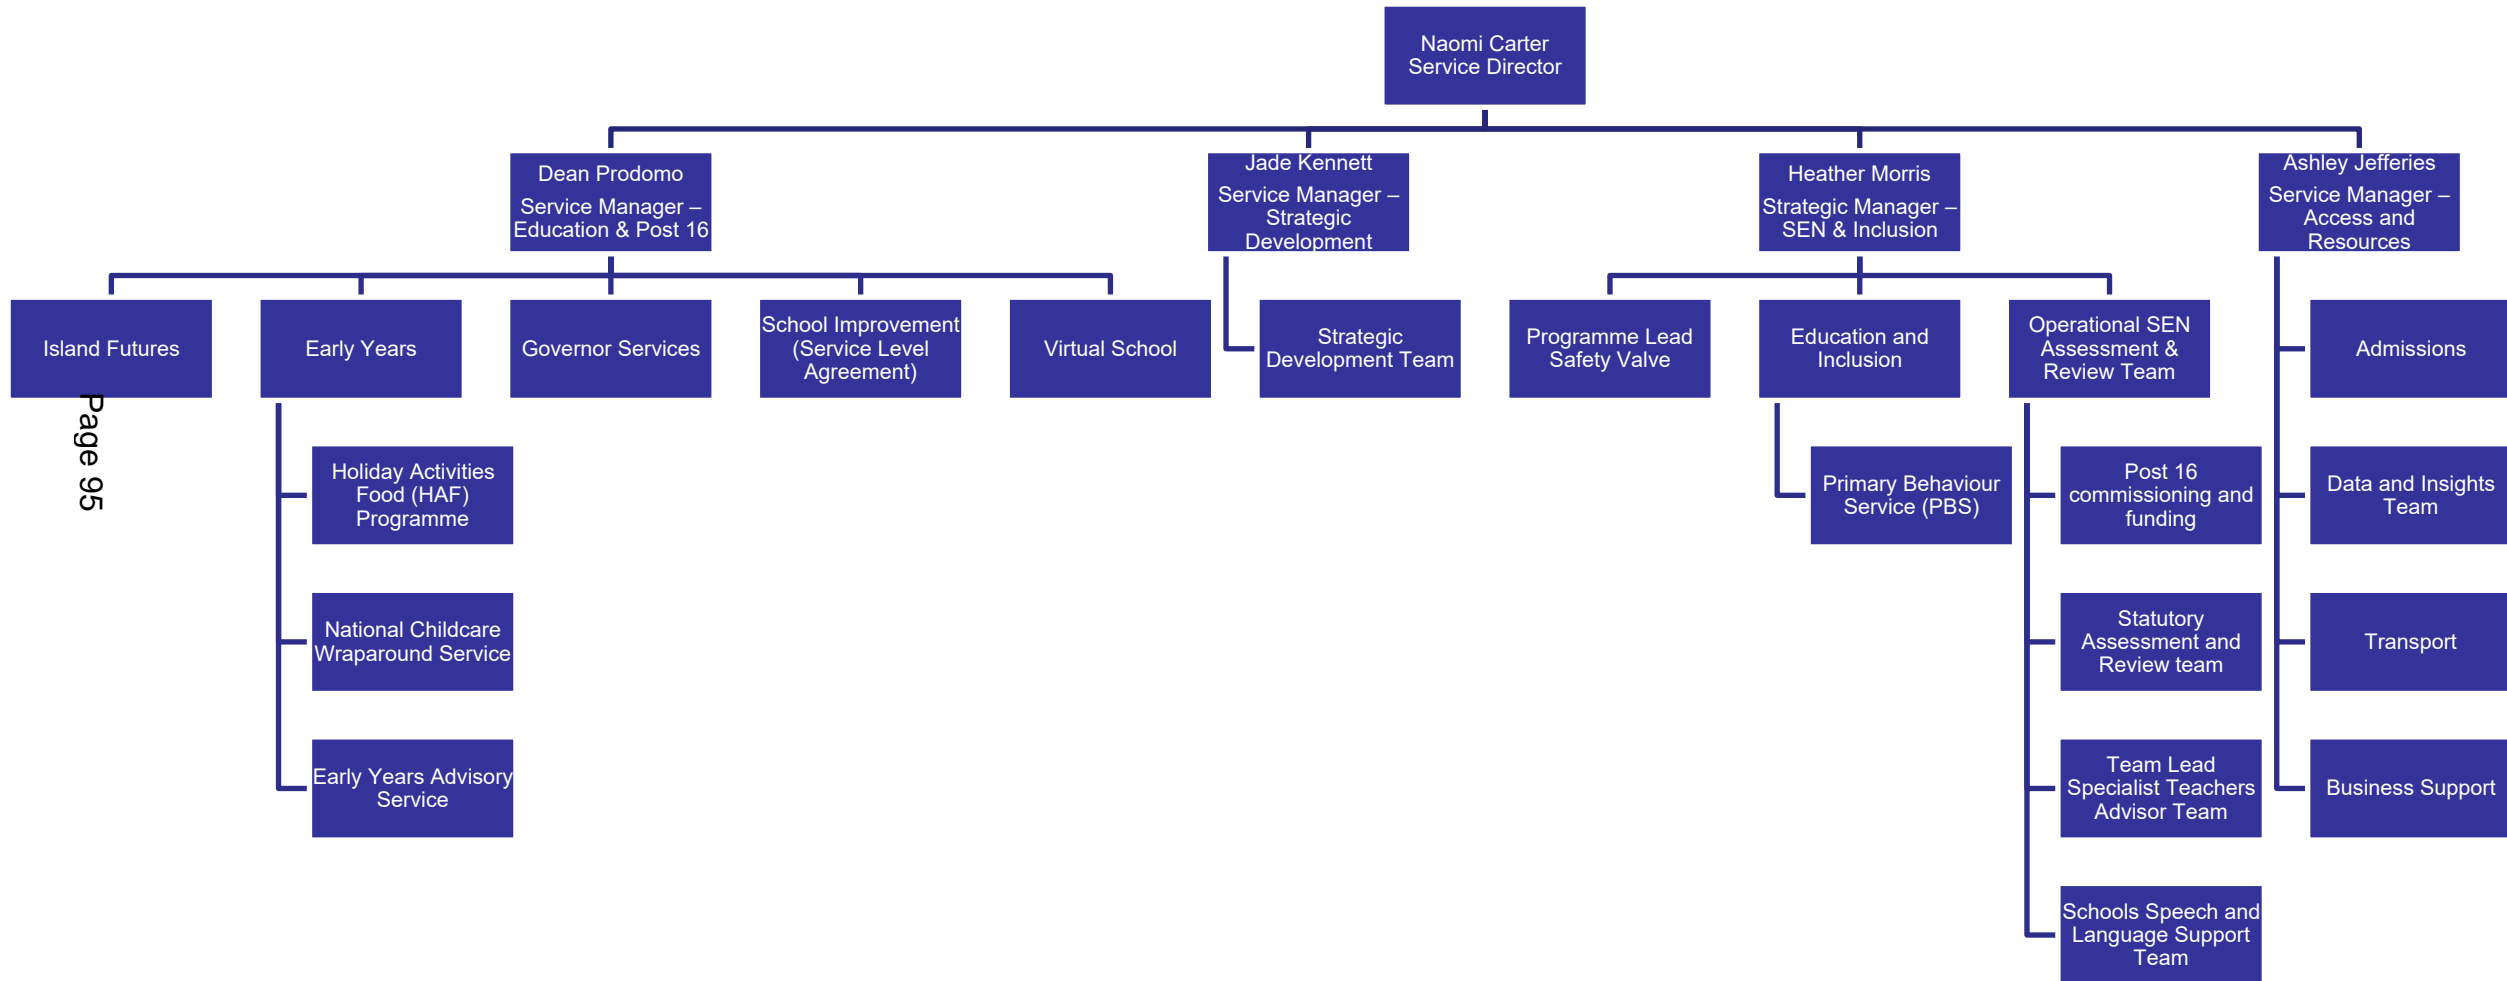 Naomi Carter
Service Director
Dean Prodomo
Service Manager –
Education & Post 16
Jade Kennett
Service Manager –
Strategic
Development
Heather Morris
Strategic Manager –
SEN & Inclusion
Ashley Jefferies
Service Manager –
Access and
Resources
Island Futures
Early Years
Governor Services
School Improvement
(Service Level
Agreement)
Virtual School
Strategic
Development Team
Programme Lead
Safety Valve
Education and
Inclusion
Operational SEN
Assessment &
Review Team
Admissions
Holiday Activities
Food (HAF)
Programme
Primary Behaviour
Service (PBS)
Post 16
commissioning and
funding
Data and Insights
Team
National Childcare
Wraparound Service
Statutory
Assessment and
Review team
Transport
Early Years Advisory
Service
Team Lead
Specialist Teachers
Advisor Team
Business Support
Schools Speech and
Language Support
Team
Page 95